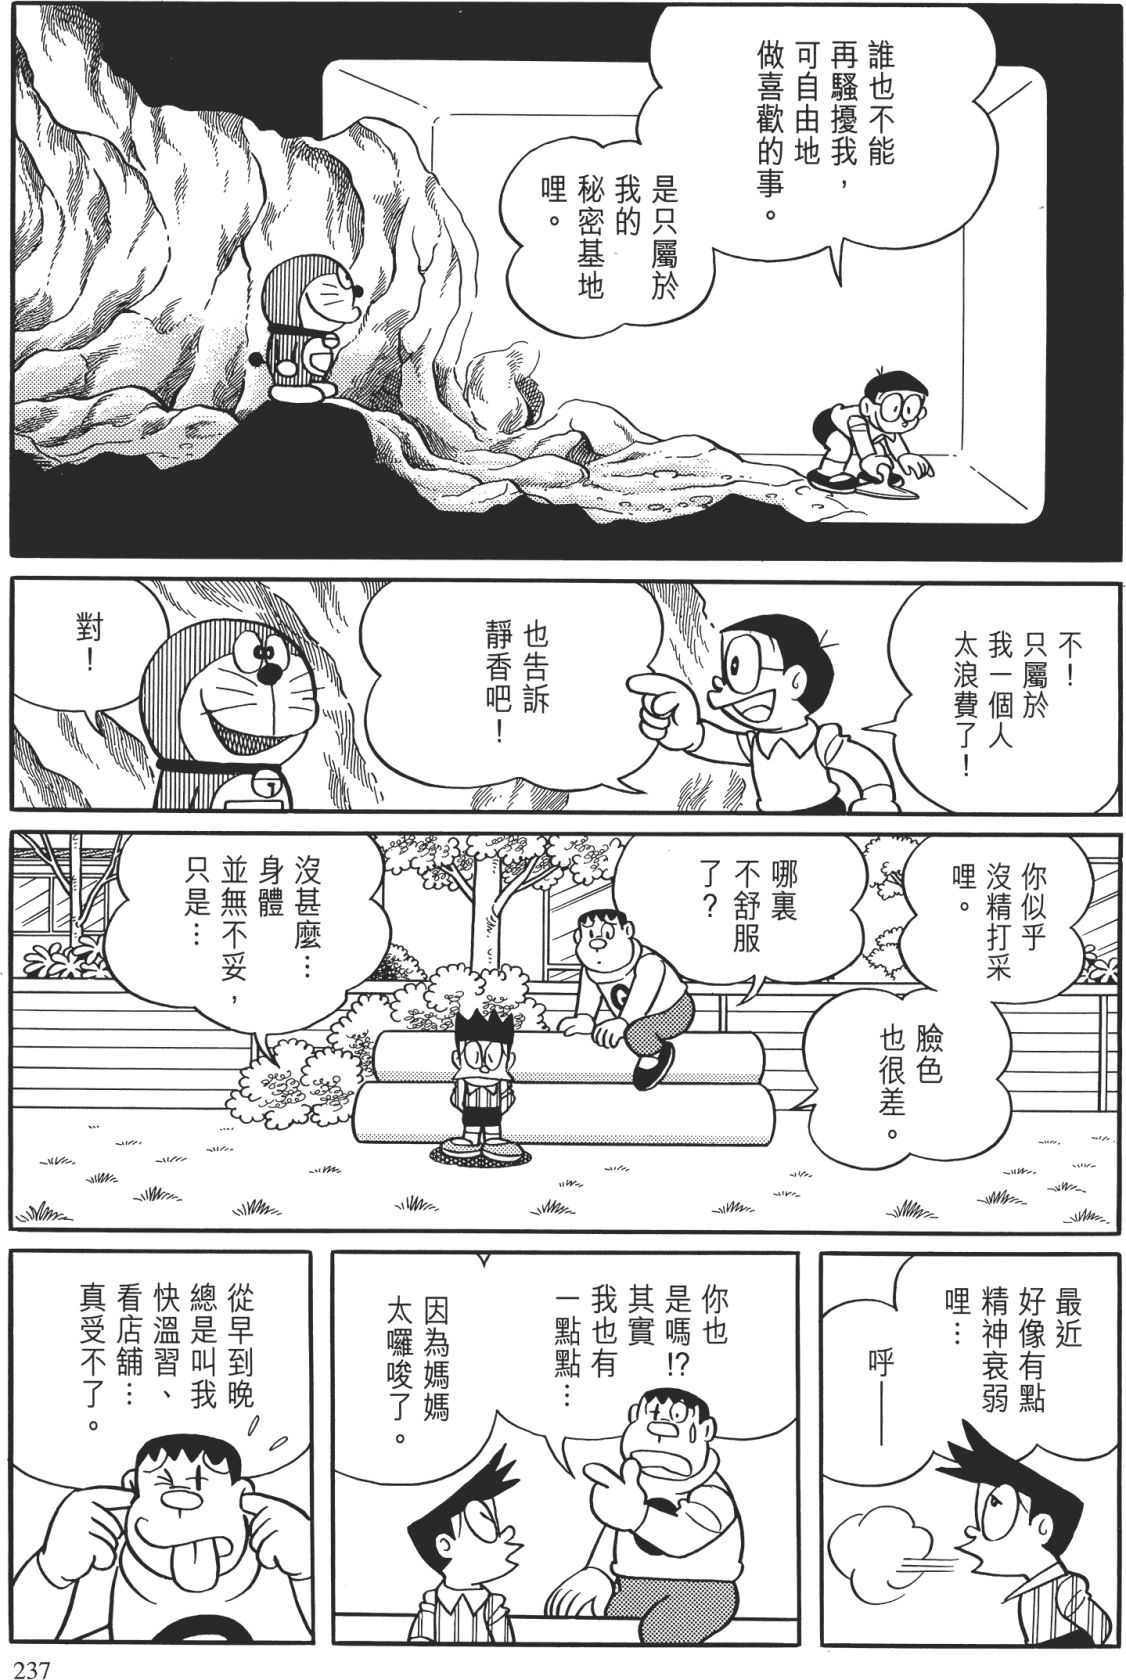 誰也不能
再騷擾我，
可自由地
做喜歡的事。
是只屬於
我的
秘密基地
哩。
不！
只屬於
我一個人
太浪費了！
也告訴
靜香吧！
對！
你似乎
沒精打采
哩。
臉色
也很差。
哪裏
不舒服
了？
沒甚麼…
身體
並無不妥，
只是…
最近
好像有點
精神衰弱
哩…
呼——
你也
是嗎!?
其實
我也有
一點點…
因為媽媽
太囉唆了。
從早到晚
總是叫我
快溫習、
看店舖…
真受不了。
237